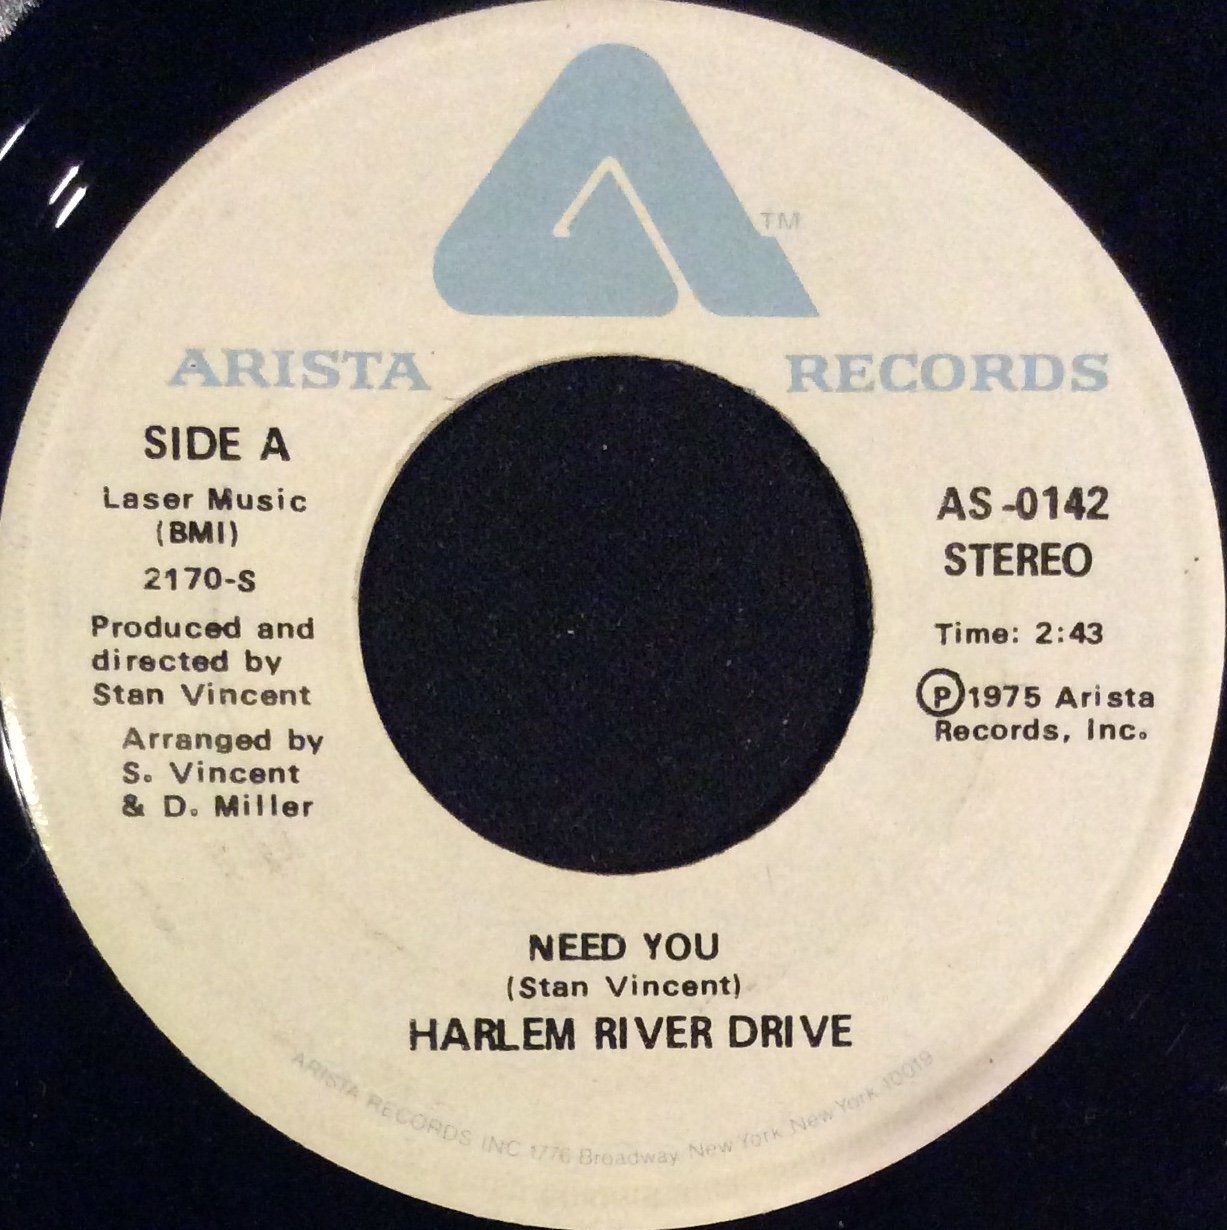 TM
ARISTA RECORDS
SIDE A
Laser Music
(BMI)
2170-S
Produced and
directed by
Stan Vincent
Arranged by
S. Vincent
& D. Miller
AS-0142
STEREO
Time: 2:43
Ⓟ1975 Arista
Records, Inc.
NEED YOU
(Stan Vincent)
HARLEM RIVER DRIVE
ARISTA RECORDS INC 1776 Broadway New York New York 10019